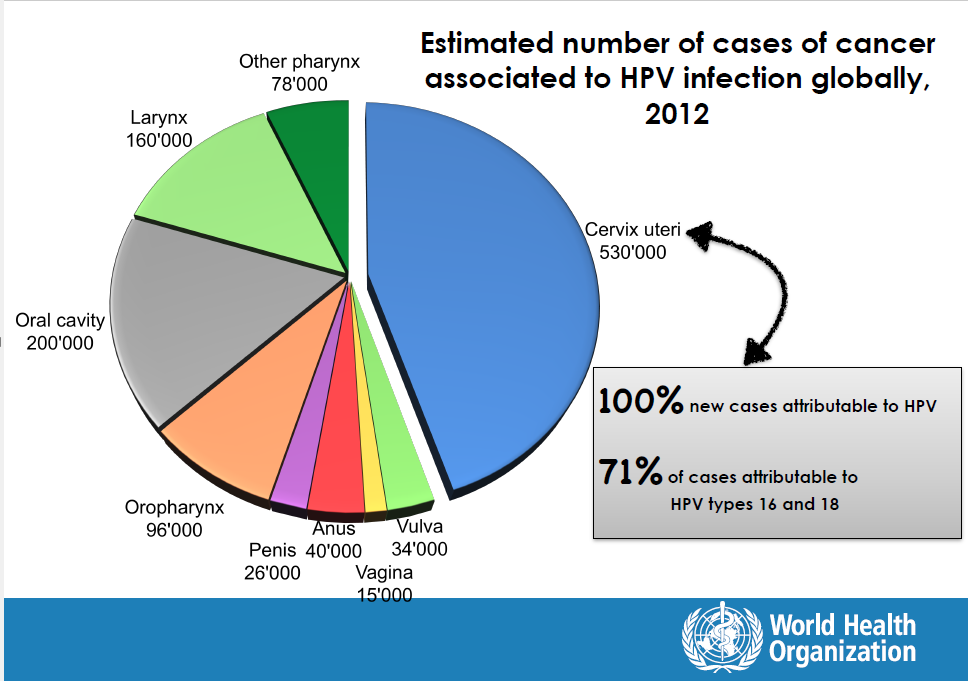 Estimated number of cases of cancer
associated to HPV infection globally,
2012
Other pharynx
78'000
Larynx
160'000
Cervix uteri
530'000
Oral cavity
200'000
100% new cases attributable to HPV
71% of cases attributable to
HPV types 16 and 18
Oropharynx
96'000
Penis
26'000
Anus
40'000
Vagina
15'000
Vulva
34'000
World Health
Organization